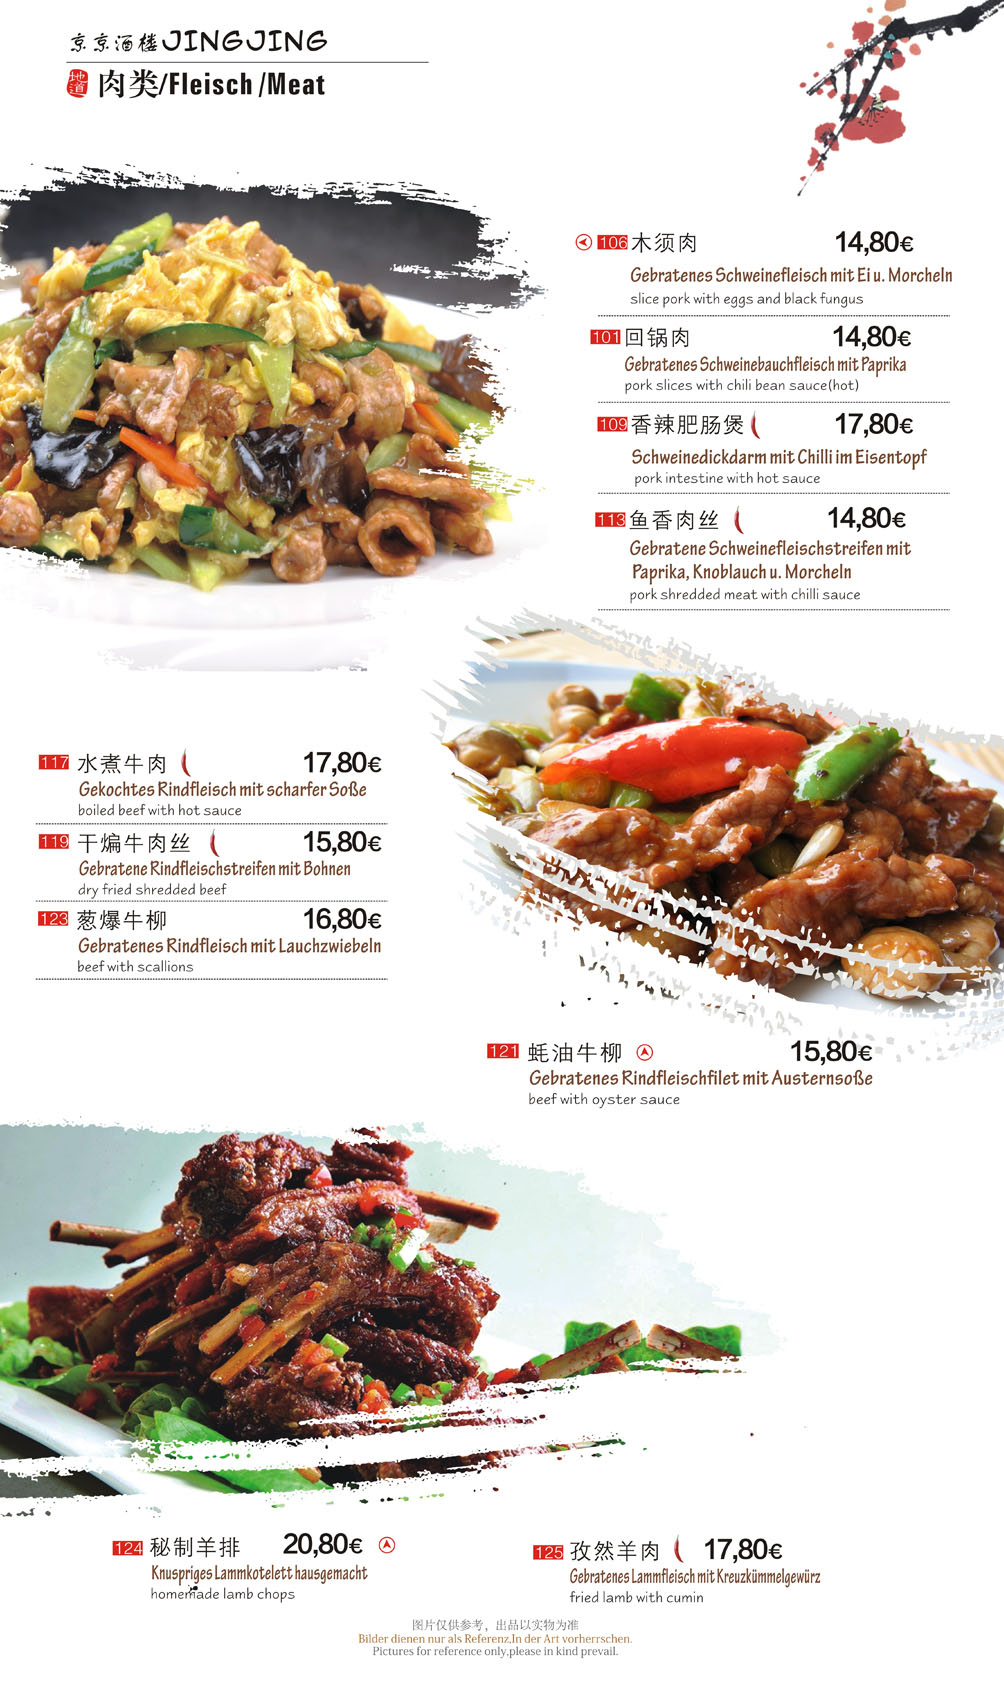 京京酒楼JINGJING
地道 肉类/Fleisch /Meat
106 木须肉 14,80€
Gebratenes Schweinefleisch mit Ei u. Morcheln
slice pork with eggs and black fungus
101 回锅肉 14,80€
Gebratenes Schweinebauchfleisch mit Paprika
pork slices with chili bean sauce(hot)
109 香辣肥肠煲 17,80€
Schweinedickdarm mit Chilli im Eisentopf
pork intestine with hot sauce
113 鱼香肉丝 14,80€
Gebratene Schweinefleischstreifen mit
Paprika, Knoblauch u. Morcheln
pork shredded meat with chilli sauce
117 水煮牛肉 17,80€
Gekochtes Rindfleisch mit scharfer Soße
boiled beef with hot sauce
119 干煸牛肉丝 15,80€
Gebratene Rindfleischstreifen mit Bohnen
dry fried shredded beef
123 葱爆牛柳 16,80€
Gebratenes Rindfleisch mit Lauchzwiebeln
beef with scallions
121 蚝油牛柳 15,80€
Gebratenes Rindfleischfilet mit Austernsoße
beef with oyster sauce
124 秘制羊排 20,80€
Knuspriges Lammkotelett hausgemacht
homemade lamb chops
125 孜然羊肉 17,80€
Gebratenes Lammfleisch mit Kreuzkümmelgewürz
fried lamb with cumin
图片仅供参考，出品以实物为准
Bilder dienen nur als Referenz,In der Art vorherrschen.
Pictures for reference only,please in kind prevail.